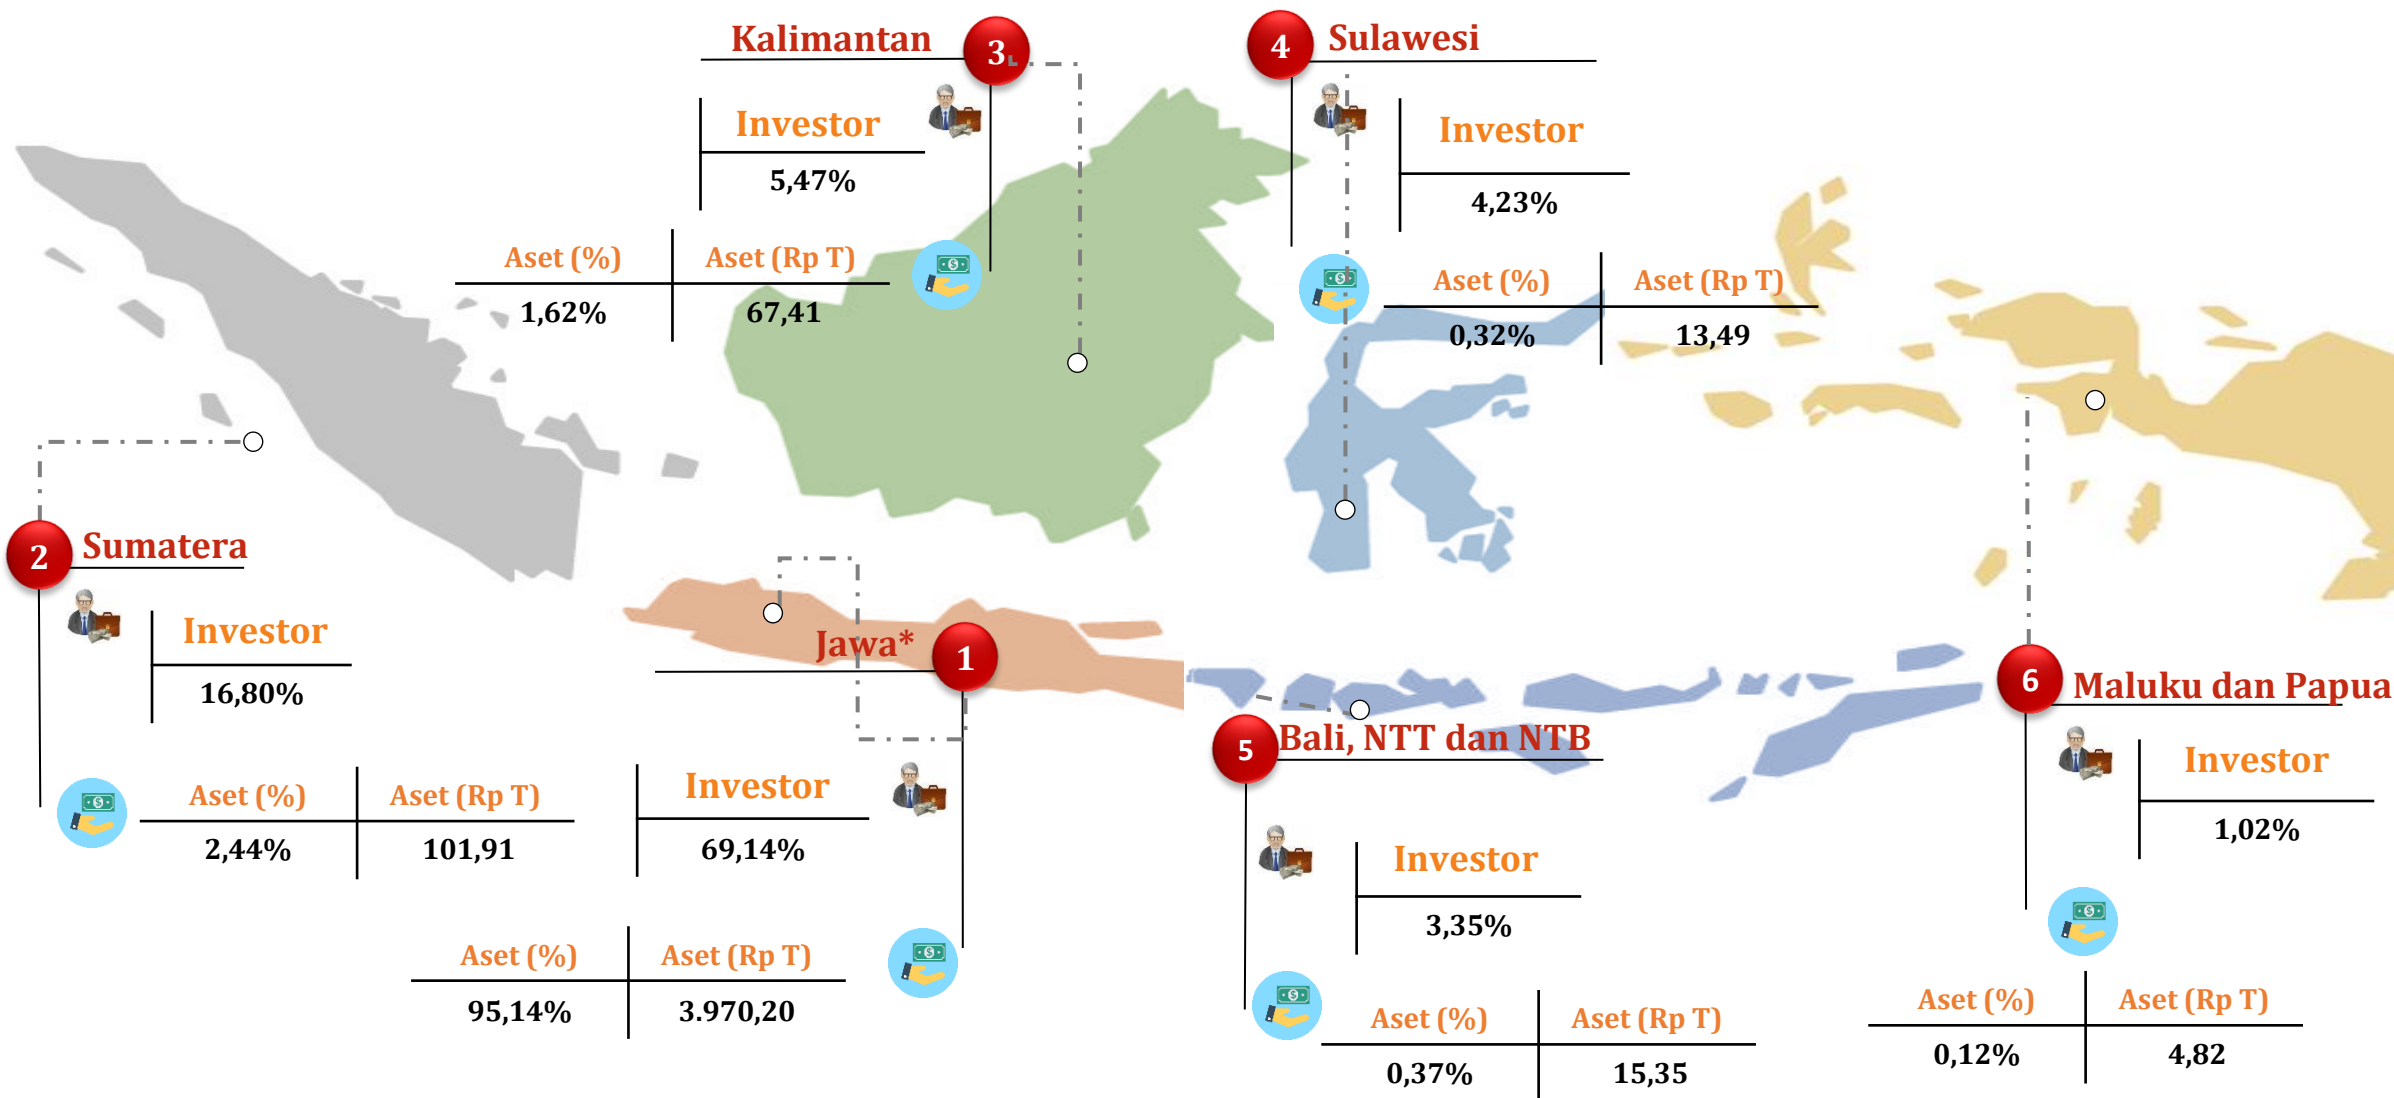 3
Kalimantan
Investor
5,47%
Aset (%) Aset (Rp T)
1,62% 67,41
4
Sulawesi
Investor
4,23%
Aset (%) Aset (Rp T)
0,32% 13,49
2
Sumatera
Investor
16,80%
Aset (%) Aset (Rp T)
2,44% 101,91
Jawa*
1
Investor
69,14%
Aset (%) Aset (Rp T)
95,14% 3.970,20
5
Bali, NTT dan NTB
Investor
3,35%
Aset (%) Aset (Rp T)
0,37% 15,35
6
Maluku dan Papua
Investor
1,02%
Aset (%) Aset (Rp T)
0,12% 4,82